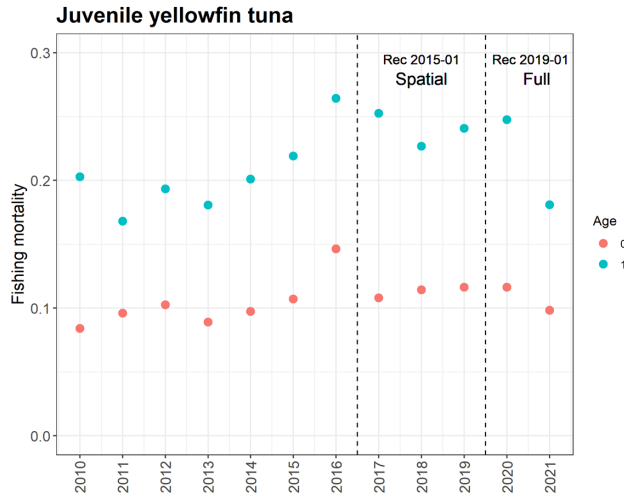 Juvenile yellowfin tuna
0.3
0.2
0.1
0.0
Fishing mortality
Rec 2015-01
Spatial
Rec 2019-01
Full
2010
2011
2012
2013
2014
2015
2016
2017
2018
2019
2020
2021
Age
0
1